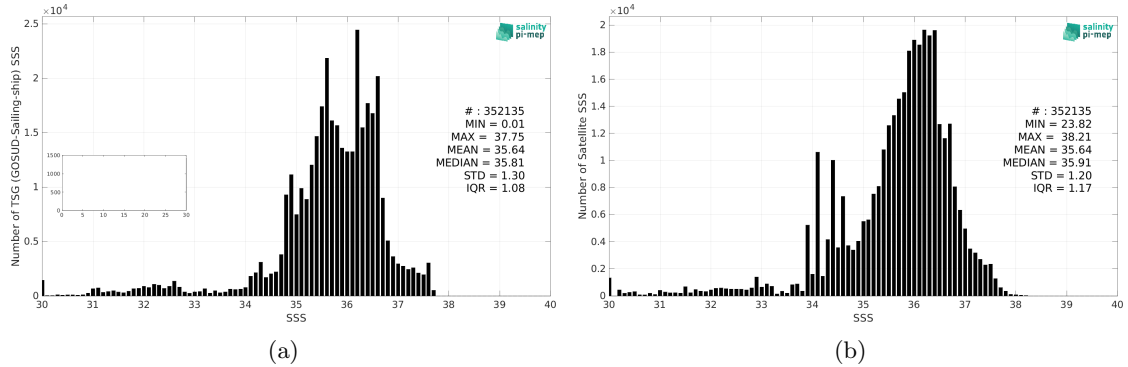 ×10⁴
2.5
2
1.5
1
0.5
0
30 31 32 33 34 35 36 37 38 39 40
SSS
Number of TSG (GOSUD-Sailing-ship) SSS
salinity
pi-mep
# : 352135
MIN = 0.01
MAX = 37.75
MEAN = 35.64
MEDIAN = 35.81
STD = 1.30
IQR = 1.08
1500
1000
500
0
0 5 10 15 20 25 30
(a)
×10⁴
2
1.8
1.6
1.4
1.2
1
0.8
0.6
0.4
0.2
0
30 31 32 33 34 35 36 37 38 39 40
SSS
Number of Satellite SSS
salinity
pi-mep
# : 352135
MIN = 23.82
MAX = 38.21
MEAN = 35.64
MEDIAN = 35.91
STD = 1.20
IQR = 1.17
(b)